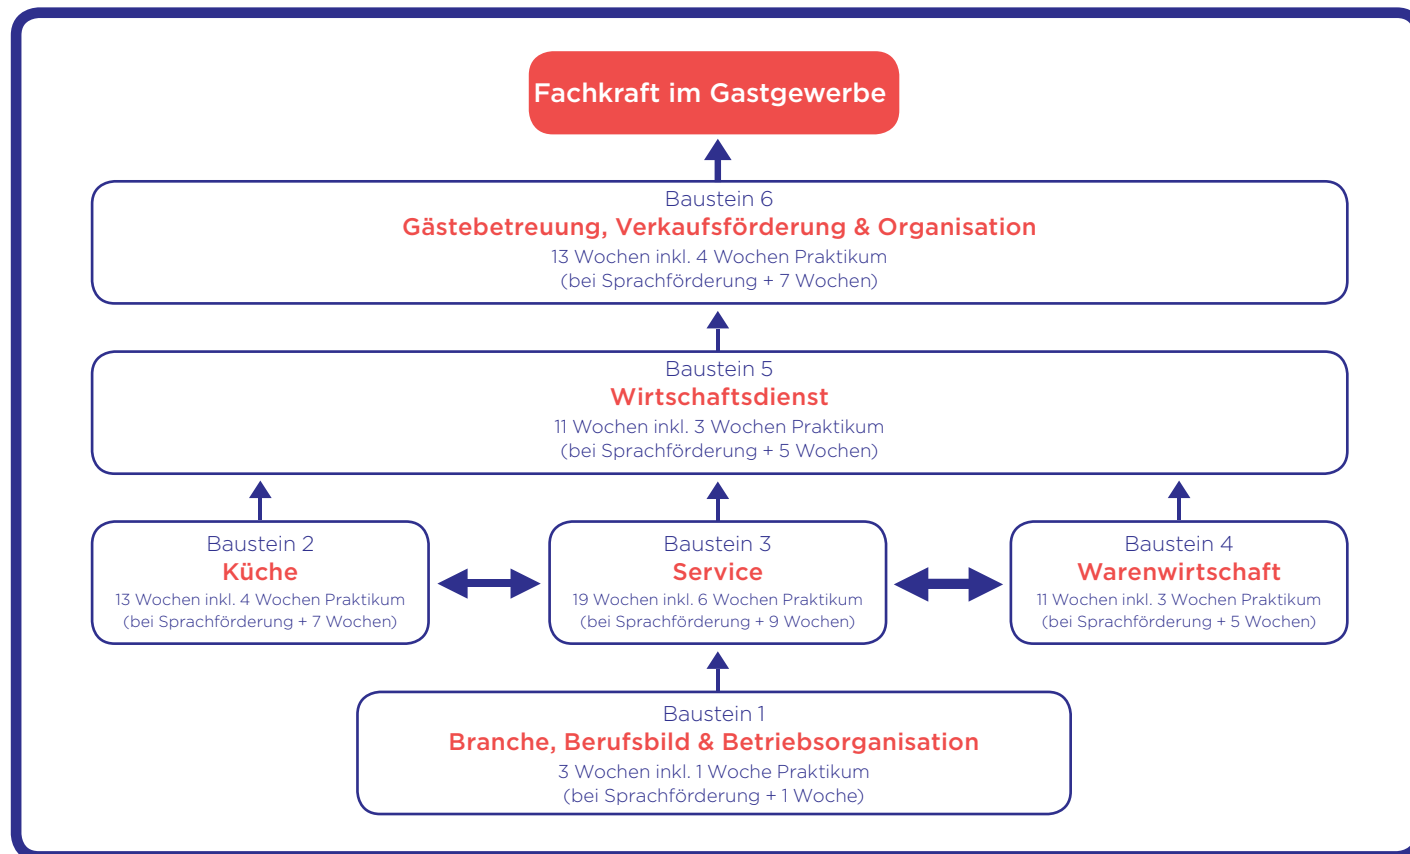 Fachkraft im Gastgewerbe
Baustein 6
Gästebetreuung, Verkaufsförderung & Organisation
13 Wochen inkl. 4 Wochen Praktikum
(bei Sprachförderung + 7 Wochen)
Baustein 5
Wirtschaftsdienst
11 Wochen inkl. 3 Wochen Praktikum
(bei Sprachförderung + 5 Wochen)
Baustein 2
Küche
13 Wochen inkl. 4 Wochen Praktikum
(bei Sprachförderung + 7 Wochen)
Baustein 3
Service
19 Wochen inkl. 6 Wochen Praktikum
(bei Sprachförderung + 9 Wochen)
Baustein 4
Warenwirtschaft
11 Wochen inkl. 3 Wochen Praktikum
(bei Sprachförderung + 5 Wochen)
Baustein 1
Branche, Berufsbild & Betriebsorganisation
3 Wochen inkl. 1 Woche Praktikum
(bei Sprachförderung + 1 Woche)